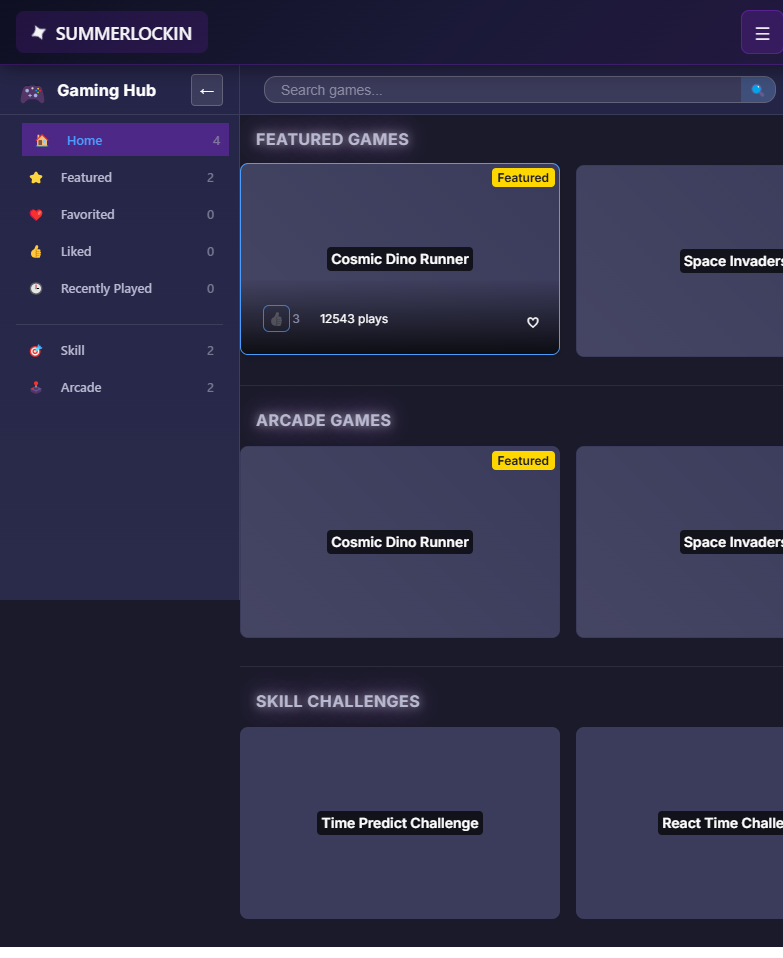 SUMMERLOCKIN
Gaming Hub
←
Search games...
Home 4
Featured 2
Favorited 0
Liked 0
Recently Played 0
Skill 2
Arcade 2
FEATURED GAMES
Featured
Cosmic Dino Runner
3 12543 plays
Space Invaders
ARCADE GAMES
Featured
Cosmic Dino Runner
Space Invaders
SKILL CHALLENGES
Time Predict Challenge
React Time Challe